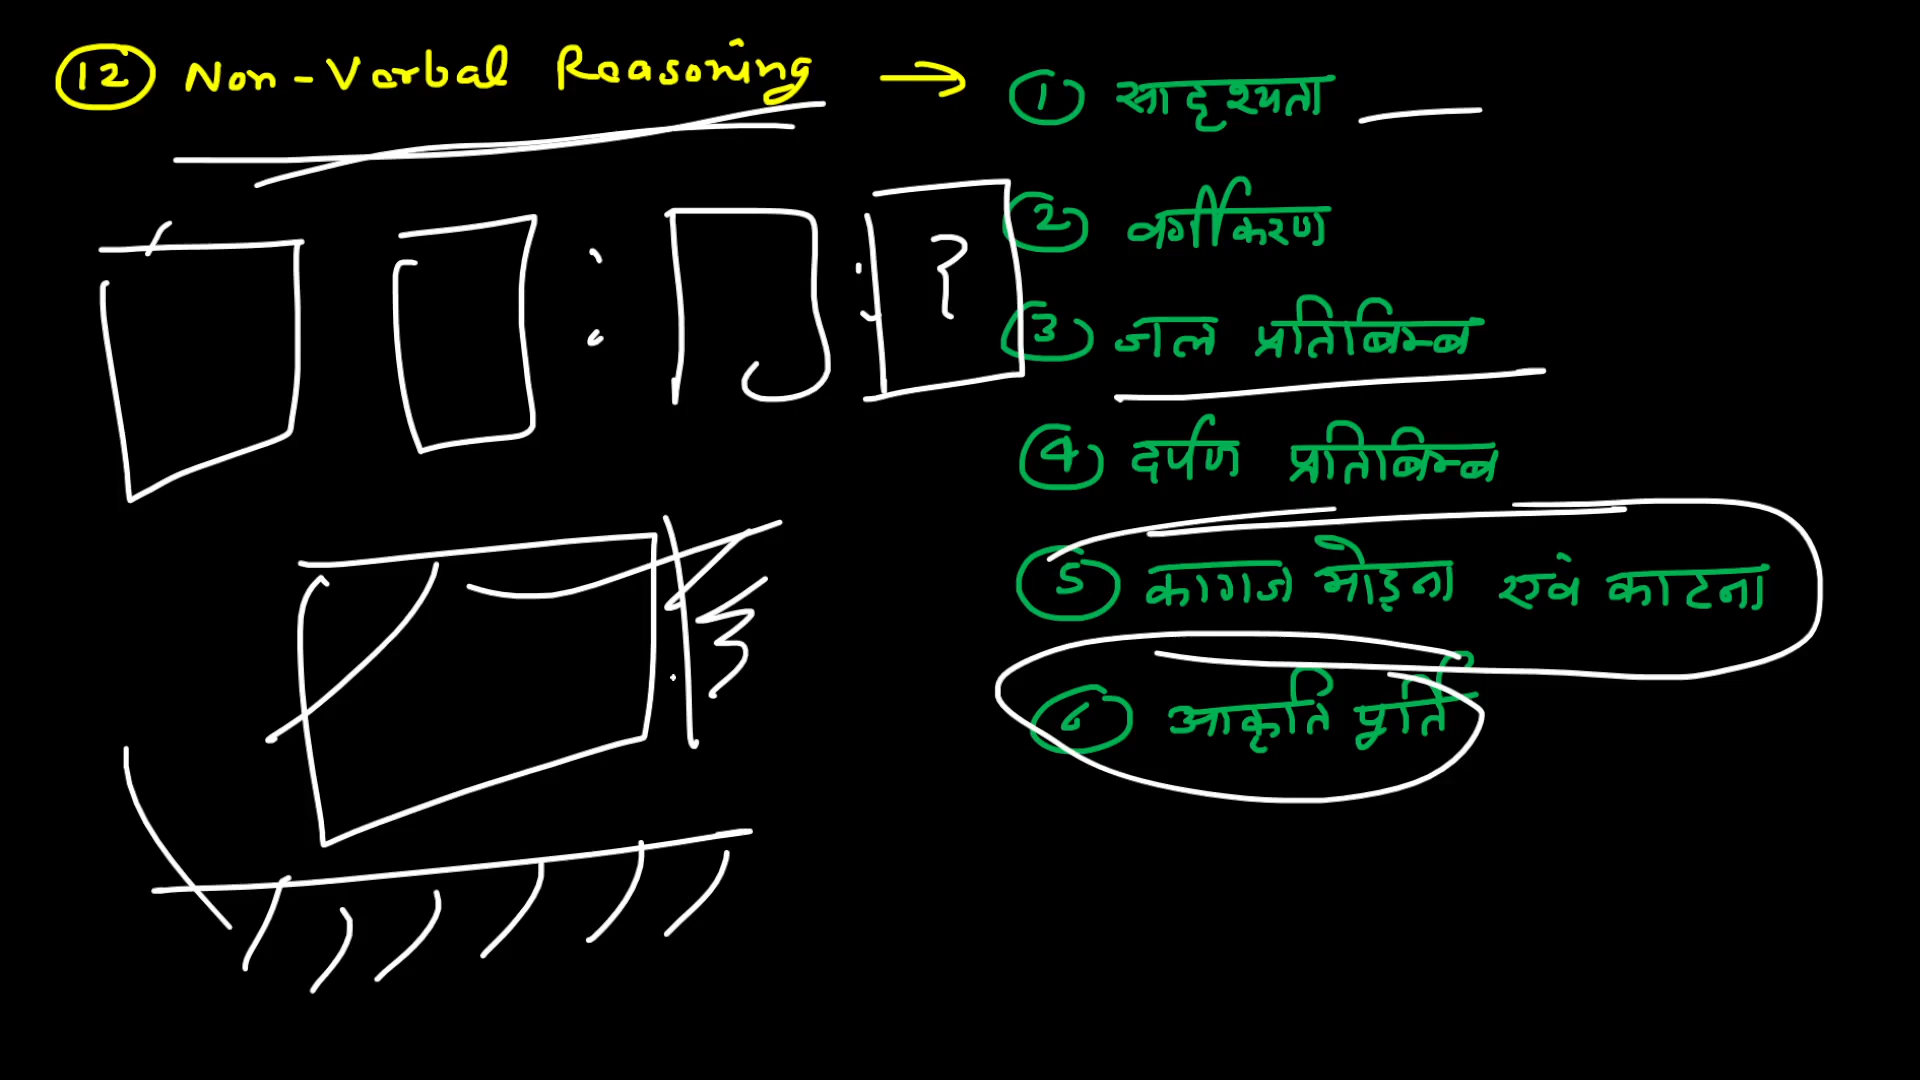 12 Non-Verbal Reasoning →
1 सादृश्यता
2 वर्गीकरण
3 जल प्रतिबिम्ब
4 दर्पण प्रतिबिम्ब
5 कागज मोड़ना एवं काटना
6 आकृति पूर्ति
: : ?